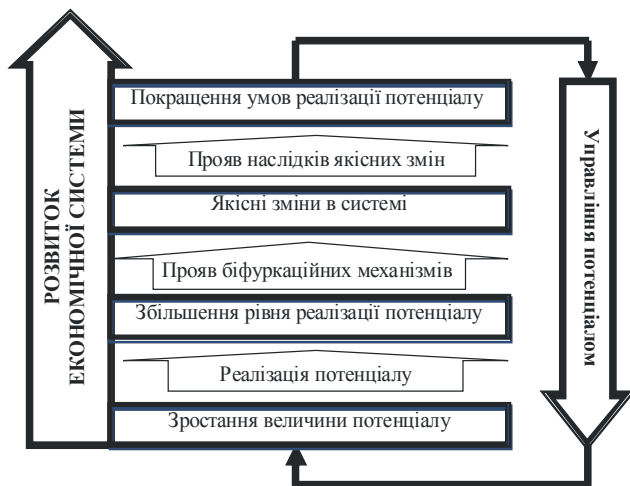 РОЗВИТОК
ЕКОНОМІЧНОЇ СИСТЕМИ
Покращення умов реалізації потенціалу
Прояв наслідків якісних змін
Якісні зміни в системі
Прояв біфуркаційних механізмів
Збільшення рівня реалізації потенціалу
Реалізація потенціалу
Зростання величини потенціалу
Управління потенціалом